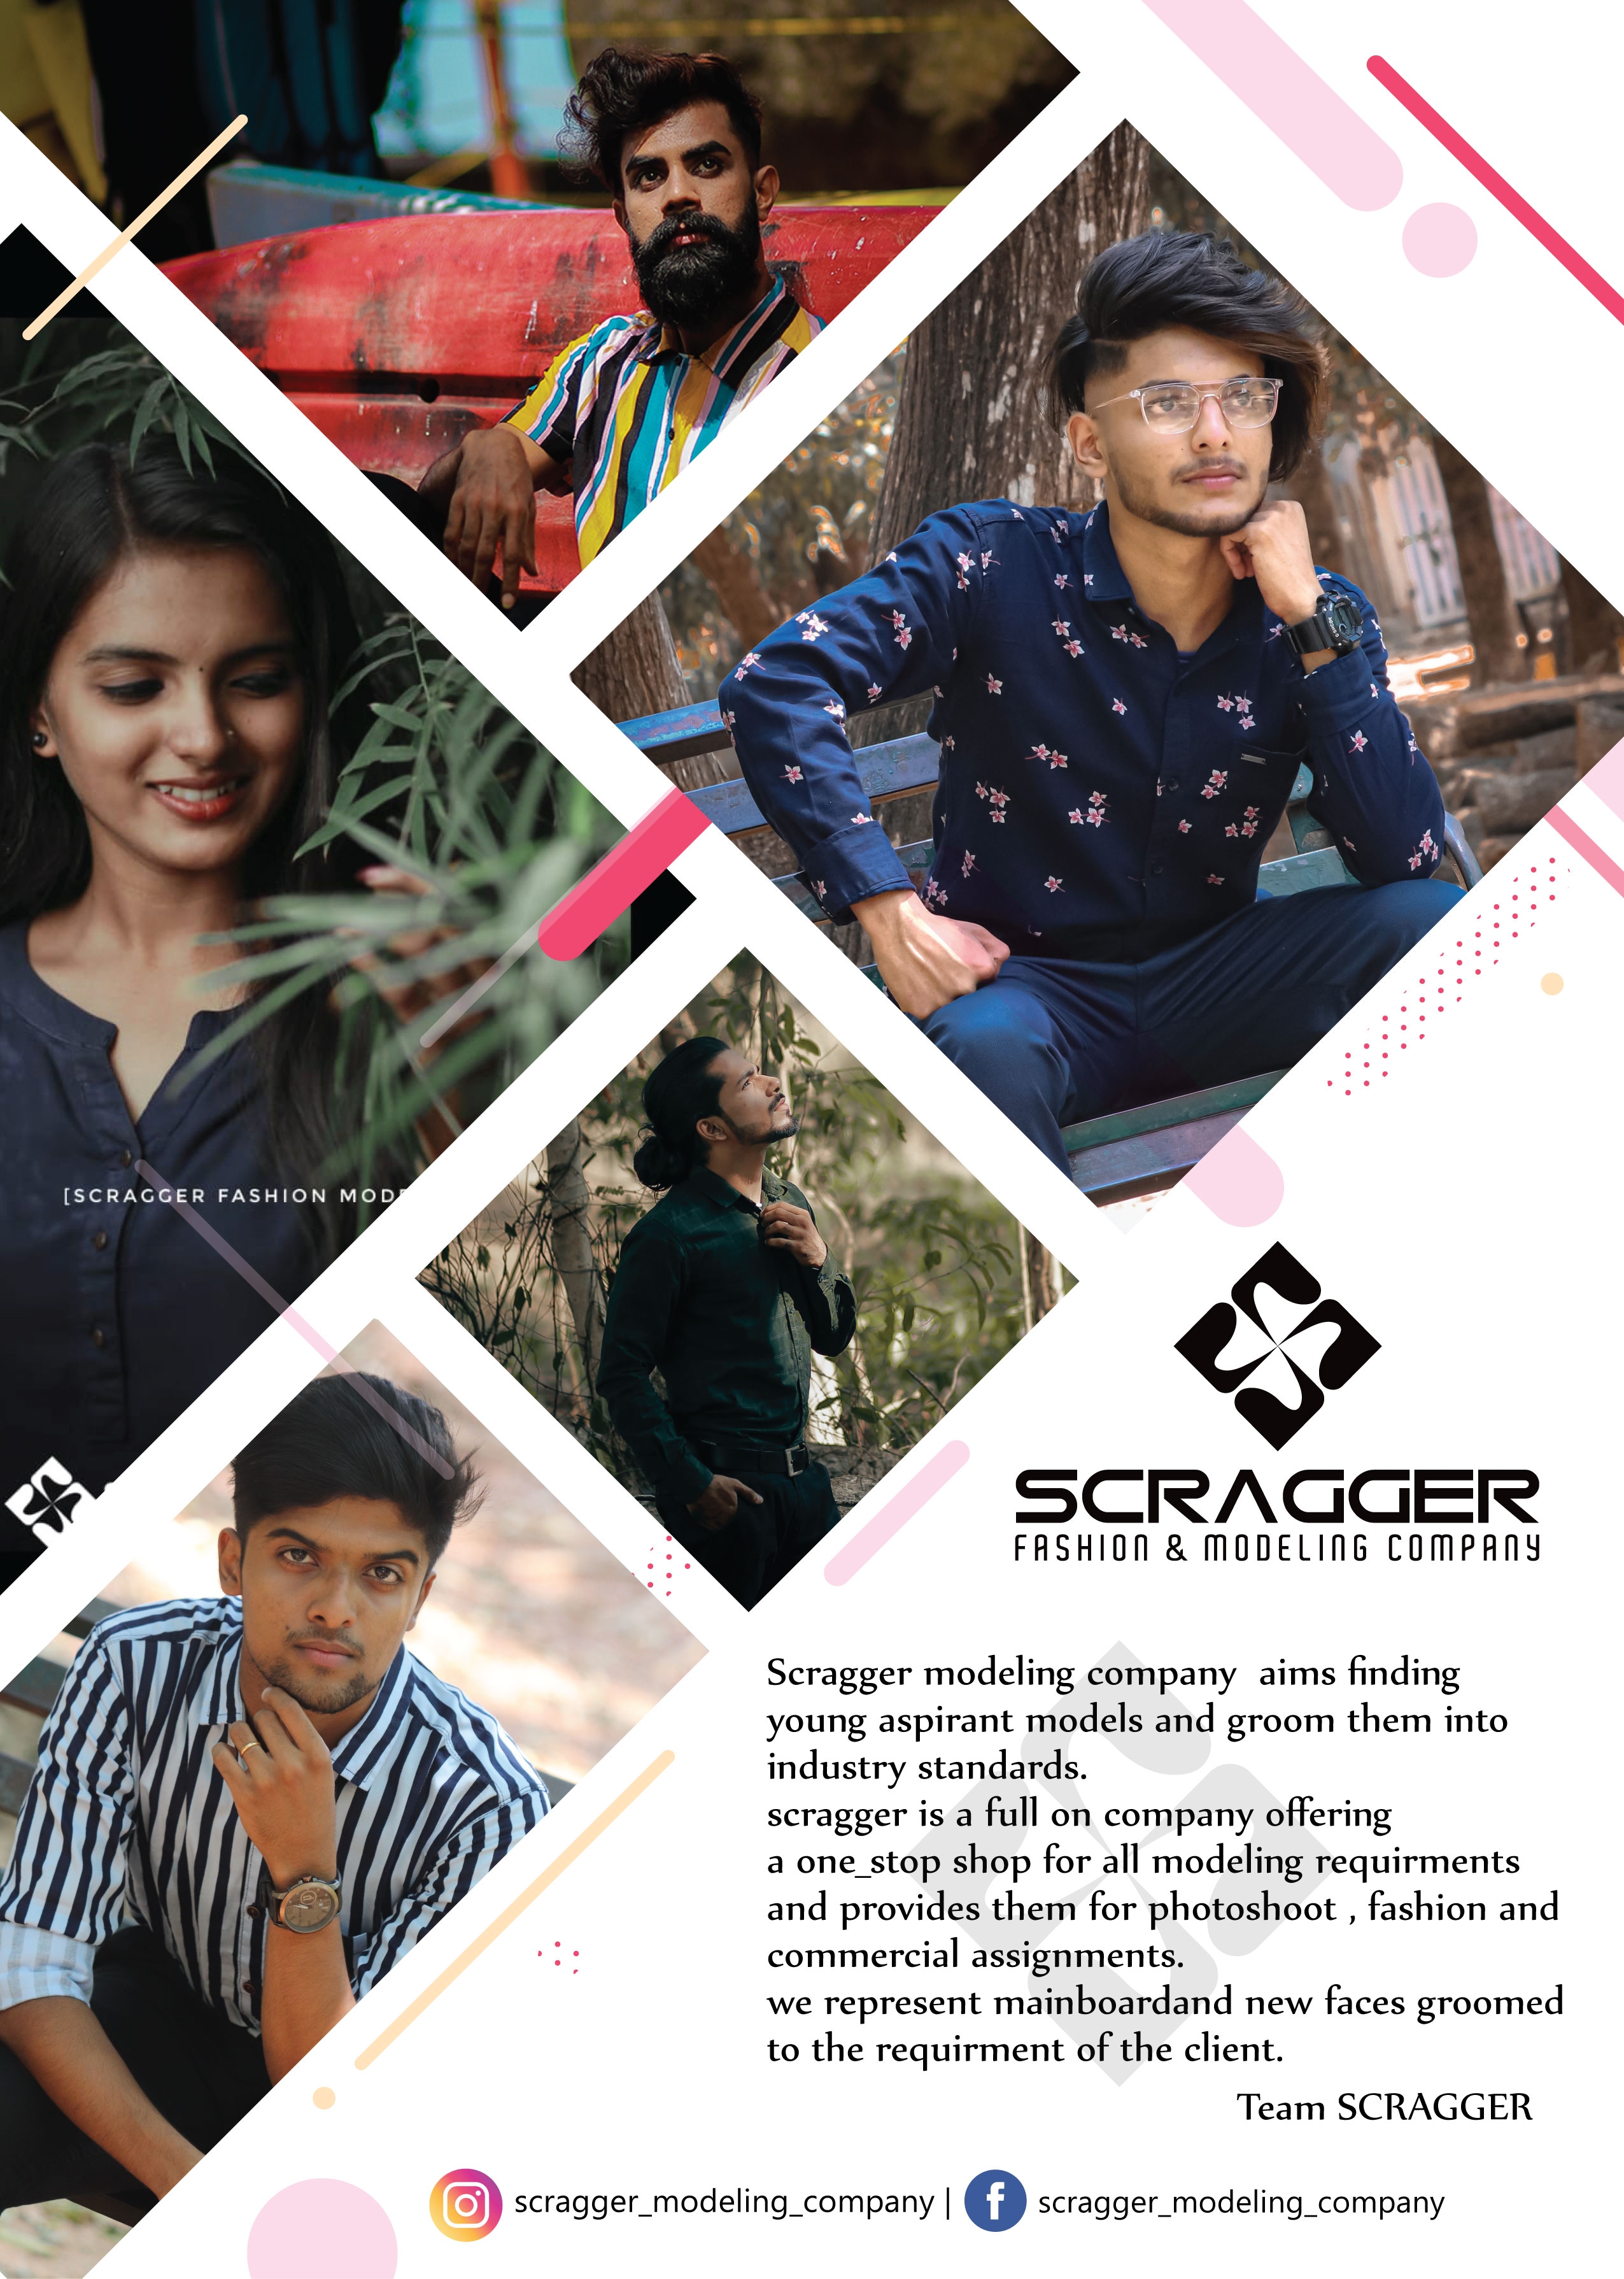 [SCRAGGER FASHION MODE
SCRAGGER
FASHION & MODELING COMPANY
Scragger modeling company  aims finding
young aspirant models and groom them into
industry standards.
scragger is a full on company offering
a one_stop shop for all modeling requirments
and provides them for photoshoot , fashion and
commercial assignments.
we represent mainboardand new faces groomed
to the requirment of the client.
Team SCRAGGER
scragger_modeling_company | scragger_modeling_company